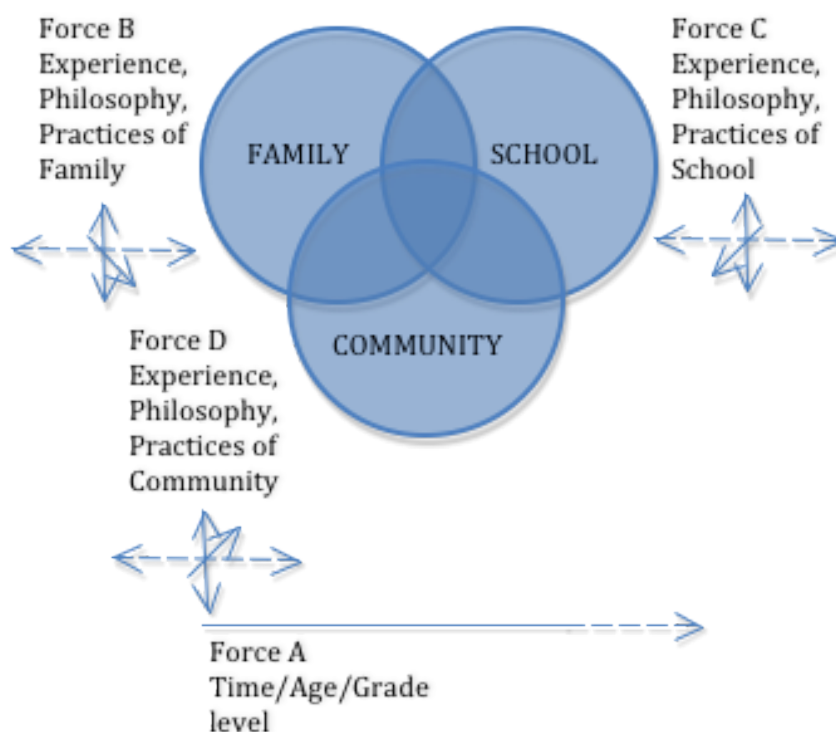 Force B
Experience,
Philosophy,
Practices of
Family
FAMILY
SCHOOL
COMMUNITY
Force C
Experience,
Philosophy,
Practices of
School
Force D
Experience,
Philosophy,
Practices of
Community
Force A
Time/Age/Grade
level